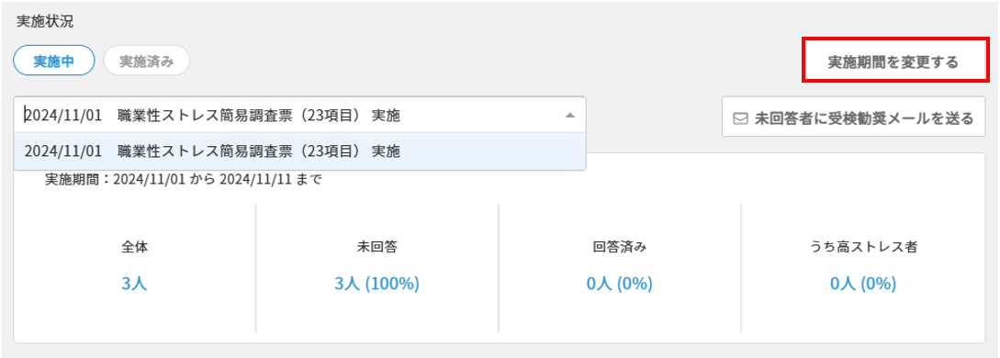 実施状況
実施中 実施済み
実施期間を変更する
2024/11/01　職業性ストレス簡易調査票（23項目） 実施
未回答者に受検勧奨メールを送る
2024/11/01　職業性ストレス簡易調査票（23項目） 実施
実施期間：2024/11/01 から 2024/11/11 まで
全体 未回答 回答済み うち高ストレス者
3人 3人 (100%) 0人 (0%) 0人 (0%)